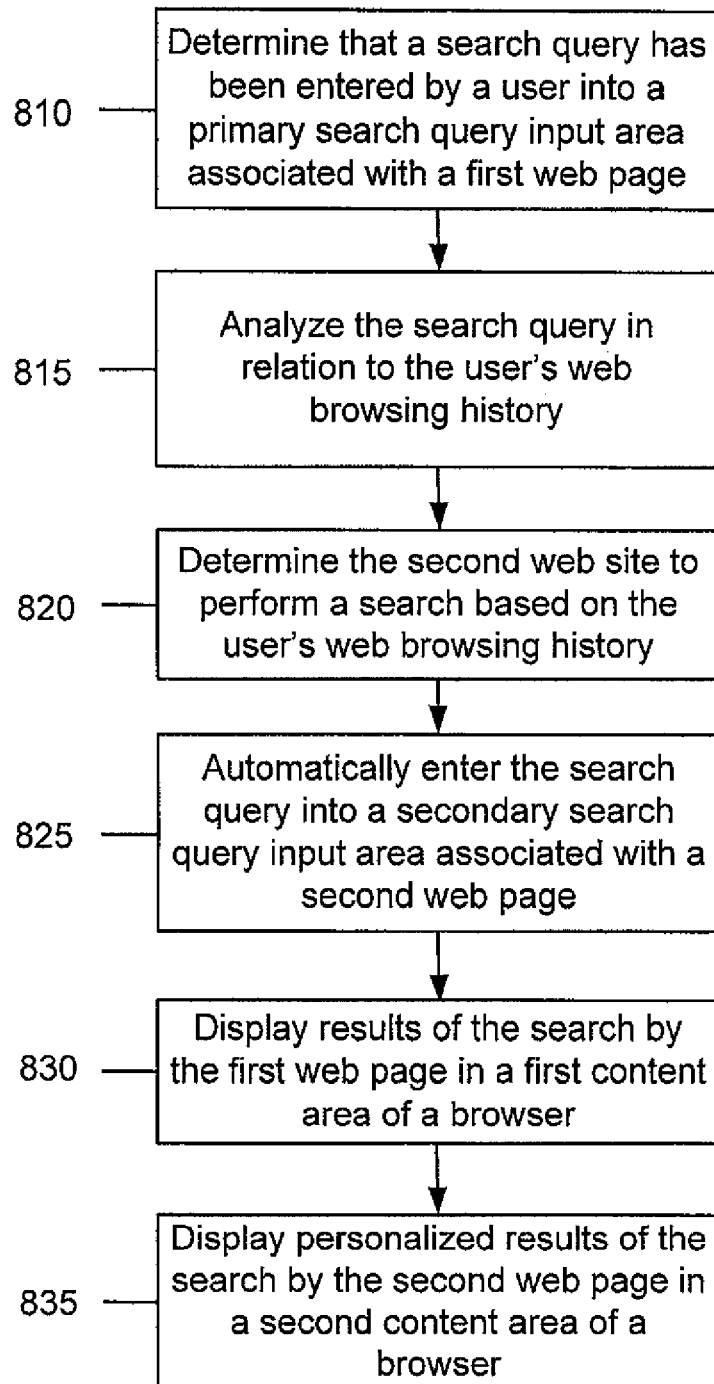 810
Determine that a search query has
been entered by a user into a
primary search query input area
associated with a first web page
815
Analyze the search query in
relation to the user's web
browsing history
820
Determine the second web site to
perform a search based on the
user's web browsing history
825
Automatically enter the search
query into a secondary search
query input area associated with a
second web page
830
Display results of the search by
the first web page in a first content
area of a browser
835
Display personalized results of the
search by the second web page in
a second content area of a
browser